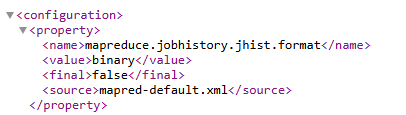 <configuration>
<property>
<name>mapreduce.jobhistory.jhist.format</name>
<value>binary</value>
<final>false</final>
<source>mapred-default.xml</source>
</property>